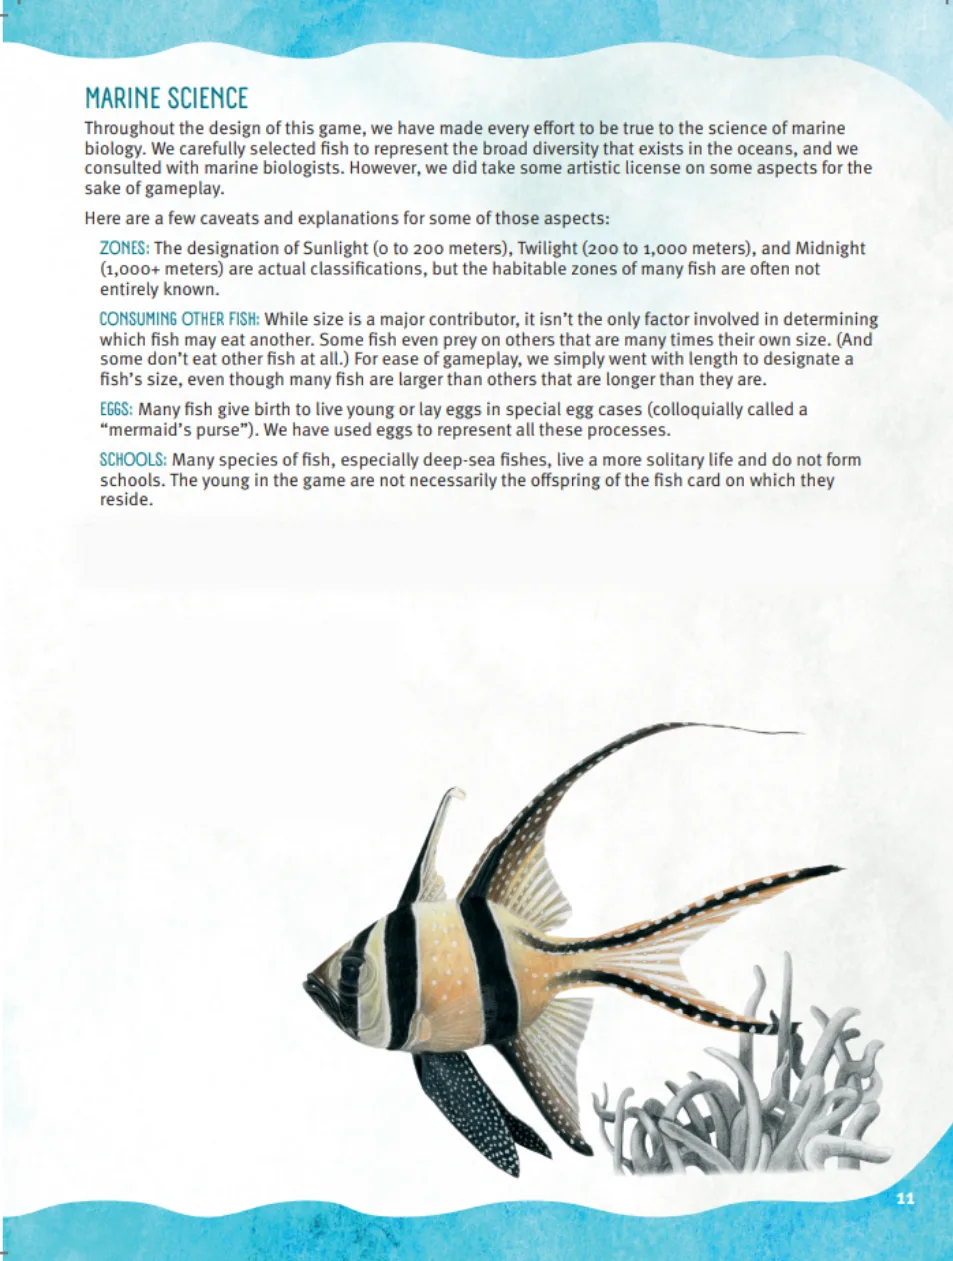 MARINE SCIENCE
Throughout the design of this game, we have made every effort to be true to the science of marine
biology. We carefully selected fish to represent the broad diversity that exists in the oceans, and we
consulted with marine biologists. However, we did take some artistic license on some aspects for the
sake of gameplay.
Here are a few caveats and explanations for some of those aspects:
ZONES: The designation of Sunlight (0 to 200 meters), Twilight (200 to 1,000 meters), and Midnight
(1,000+ meters) are actual classifications, but the habitable zones of many fish are often not
entirely known.
CONSUMING OTHER FISH: While size is a major contributor, it isn’t the only factor involved in determining
which fish may eat another. Some fish even prey on others that are many times their own size. (And
some don’t eat other fish at all.) For ease of gameplay, we simply went with length to designate a
fish’s size, even though many fish are larger than others that are longer than they are.
EGGS: Many fish give birth to live young or lay eggs in special egg cases (colloquially called a
“mermaid’s purse”). We have used eggs to represent all these processes.
SCHOOLS: Many species of fish, especially deep-sea fishes, live a more solitary life and do not form
schools. The young in the game are not necessarily the offspring of the fish card on which they
reside.
11